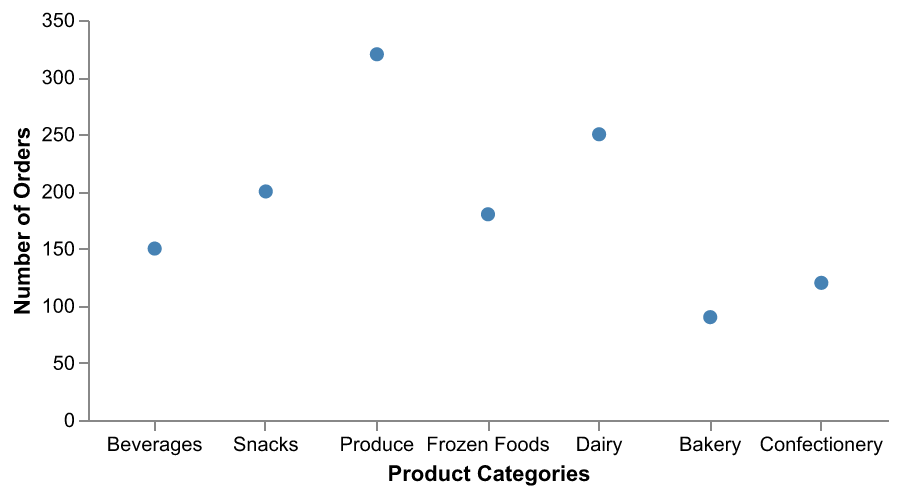 350
300
250
200
150
100
50
0
Number of Orders
Beverages Snacks Produce Frozen Foods Dairy Bakery Confectionery
Product Categories